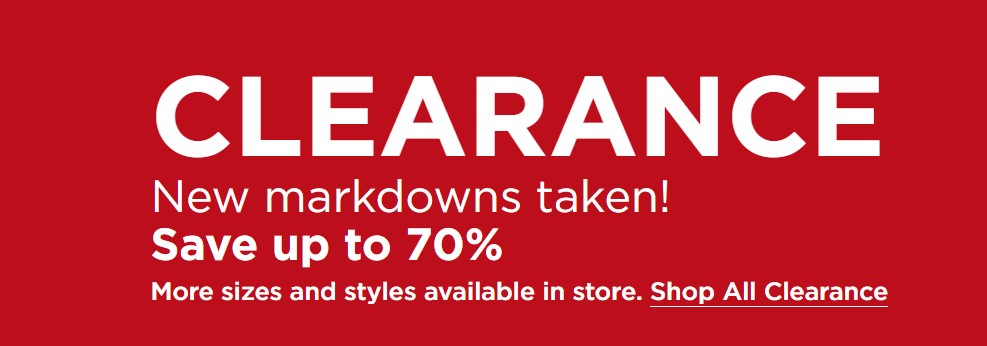 CLEARANCE
New markdowns taken!
Save up to 70%
More sizes and styles available in store. Shop All Clearance